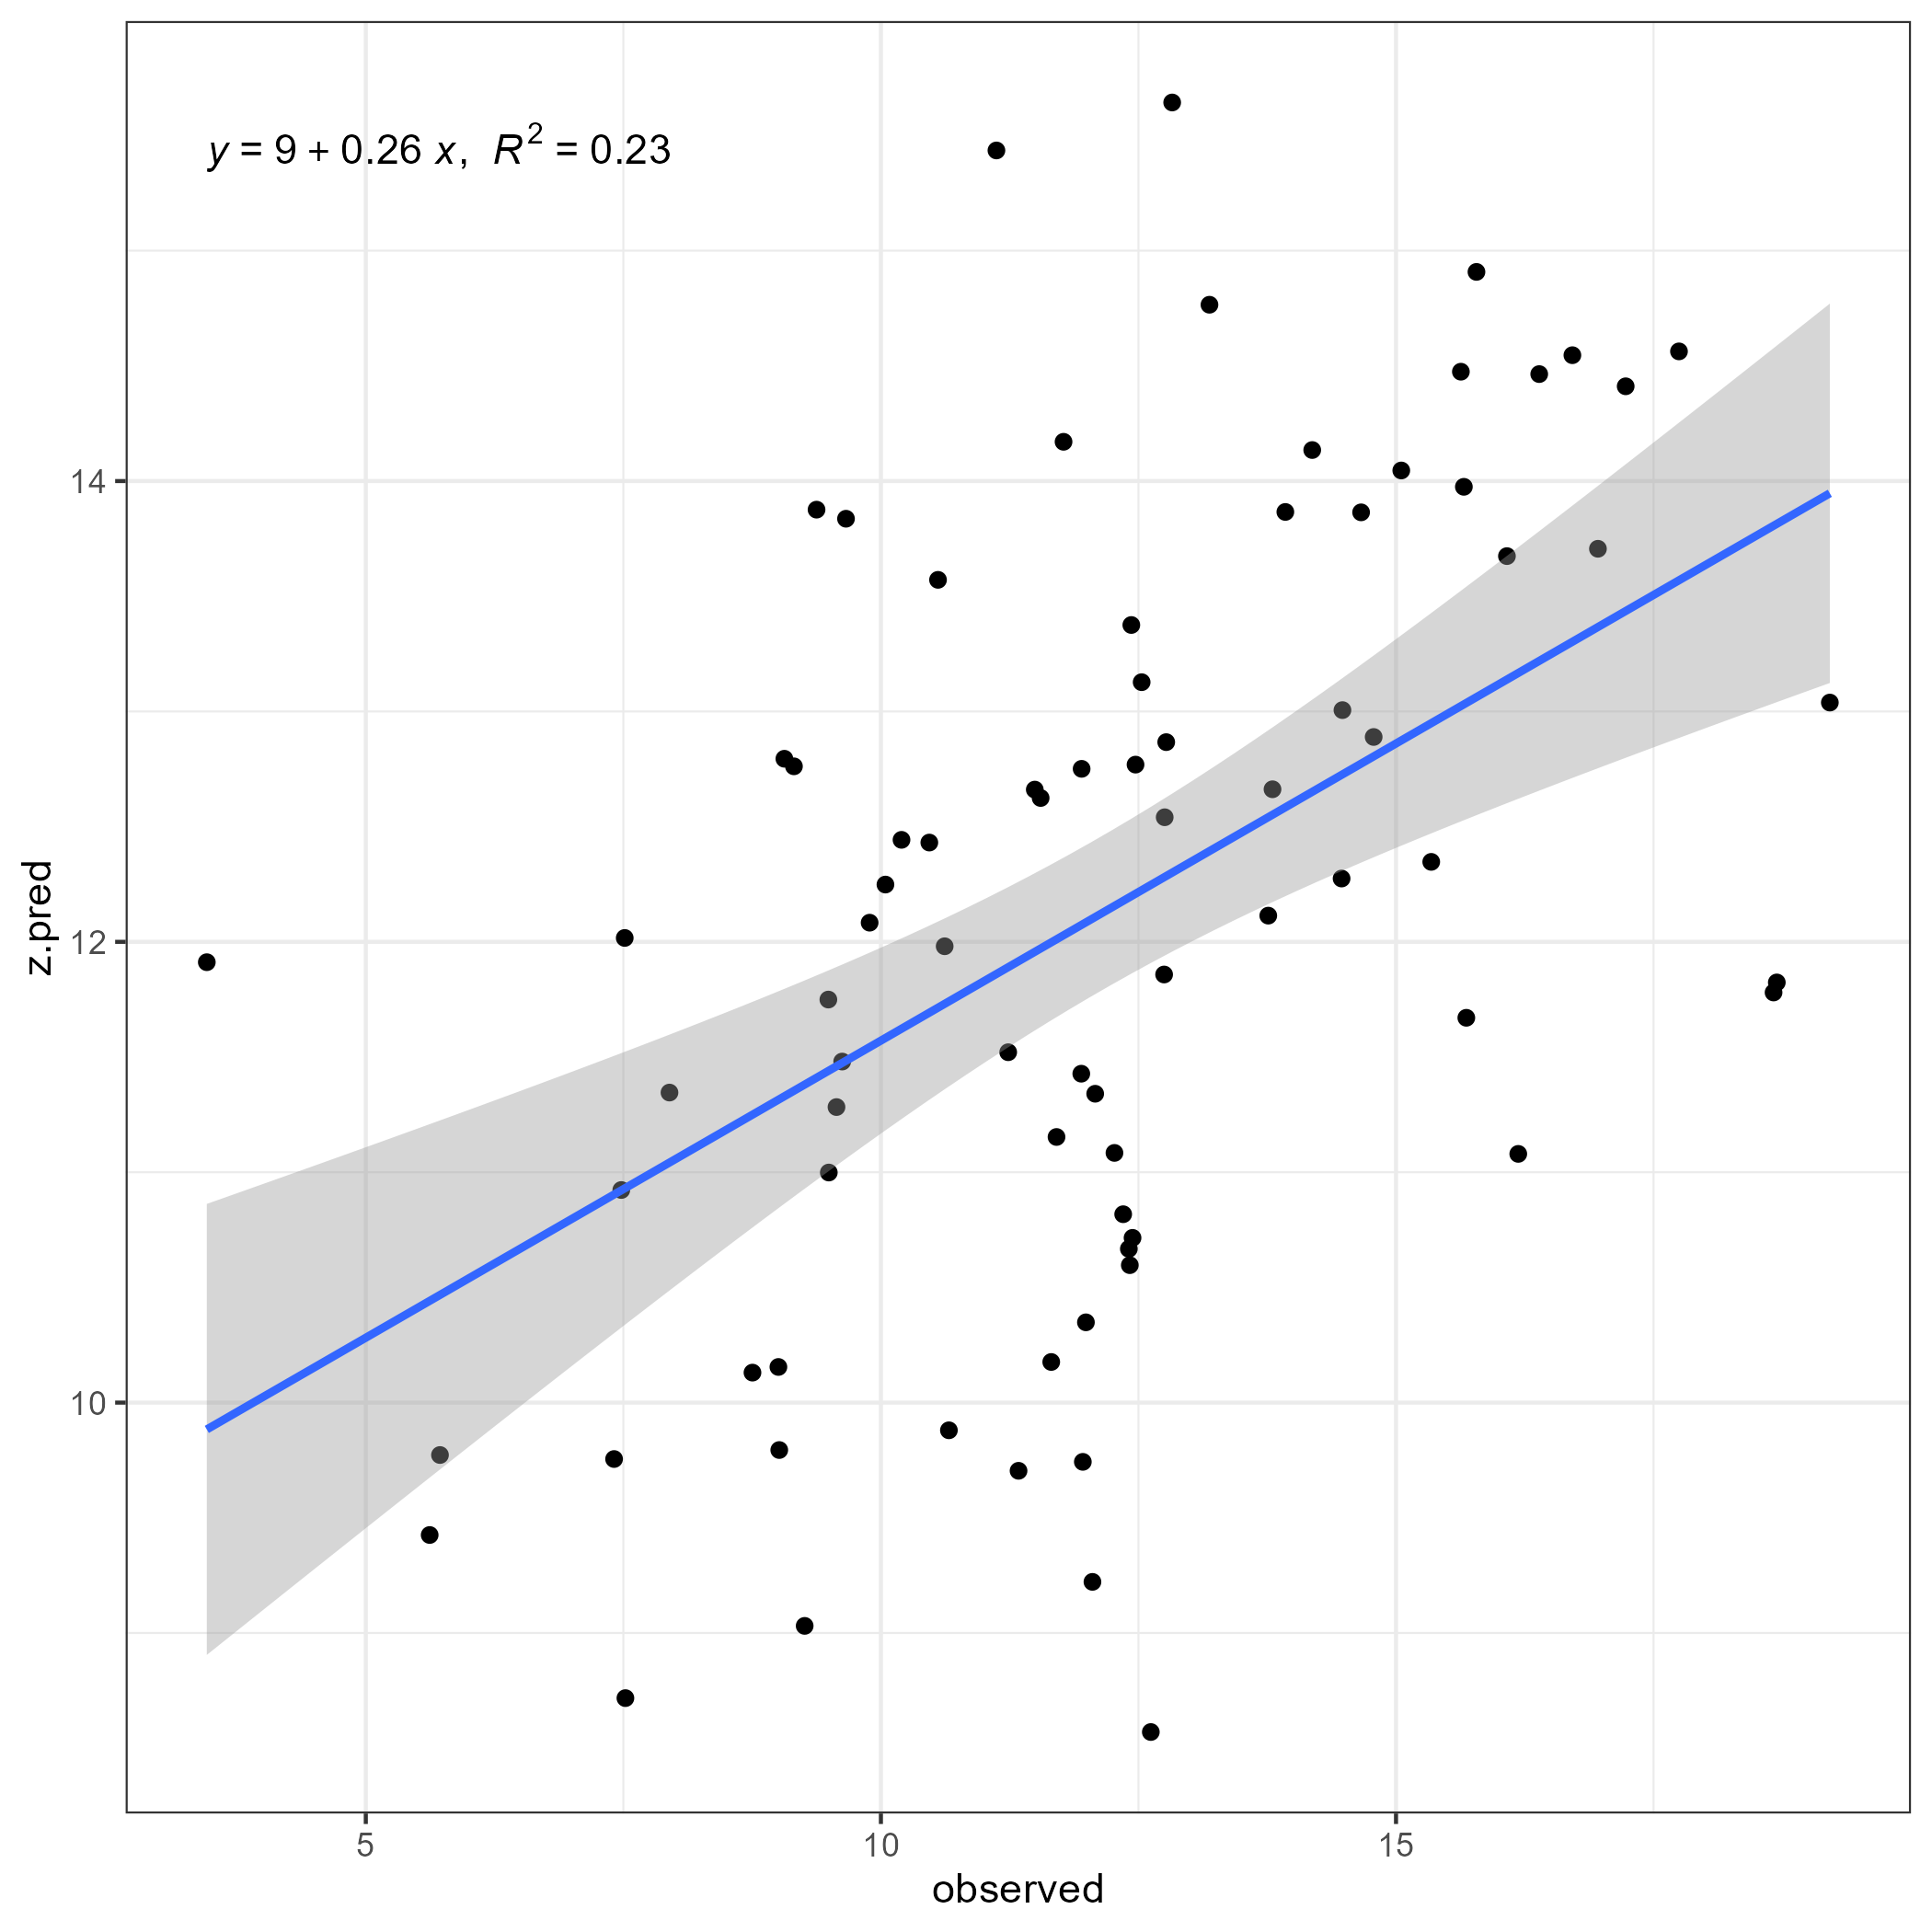 y = 9 + 0.26 x, R² = 0.23
14
12
10
z.pred
5 10 15
observed